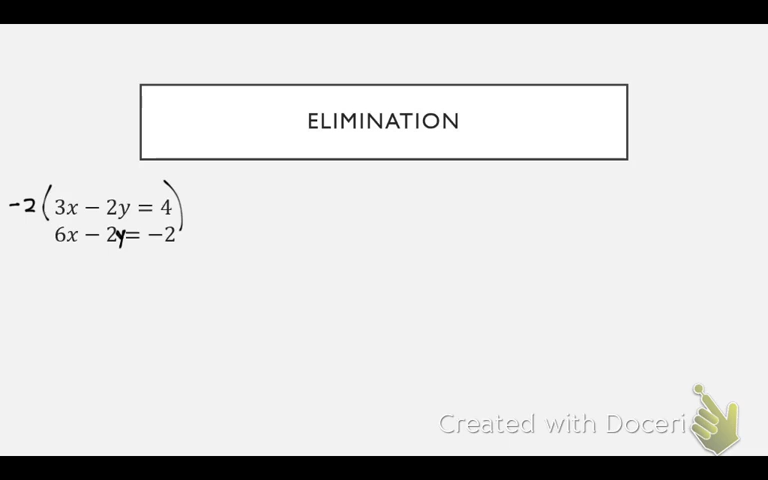 ELIMINATION
-2 (3x − 2y = 4)
6x − 2y = −2
Created with Doceri